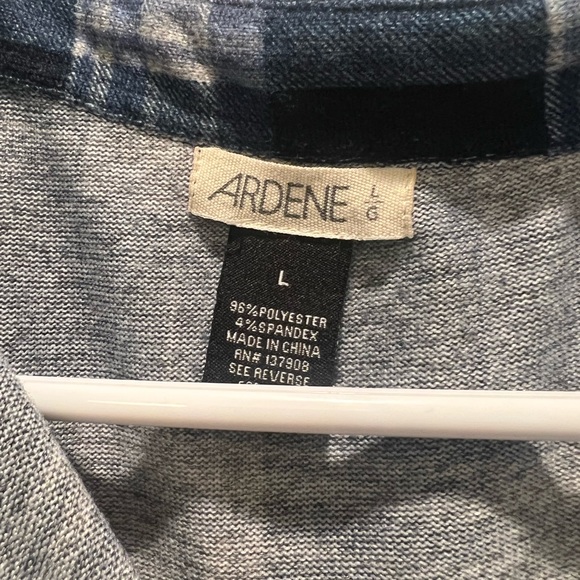 ARDENE L/G
L
96%POLYESTER
4%SPANDEX
MADE IN CHINA
RN# 137908
SEE REVERSE